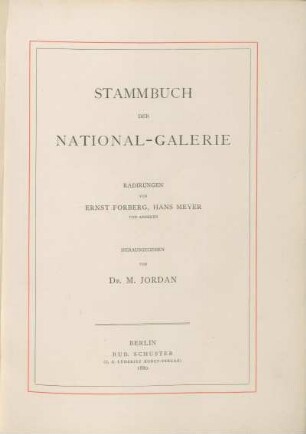 STAMMBUCH
DER
NATIONAL-GALERIE
RADIRUNGEN
VON
ERNST FORBERG, HANS MEYER
UND ANDEREN
HERAUSGEGEBEN
VON
DR. M. JORDAN
BERLIN
RUD. SCHUSTER